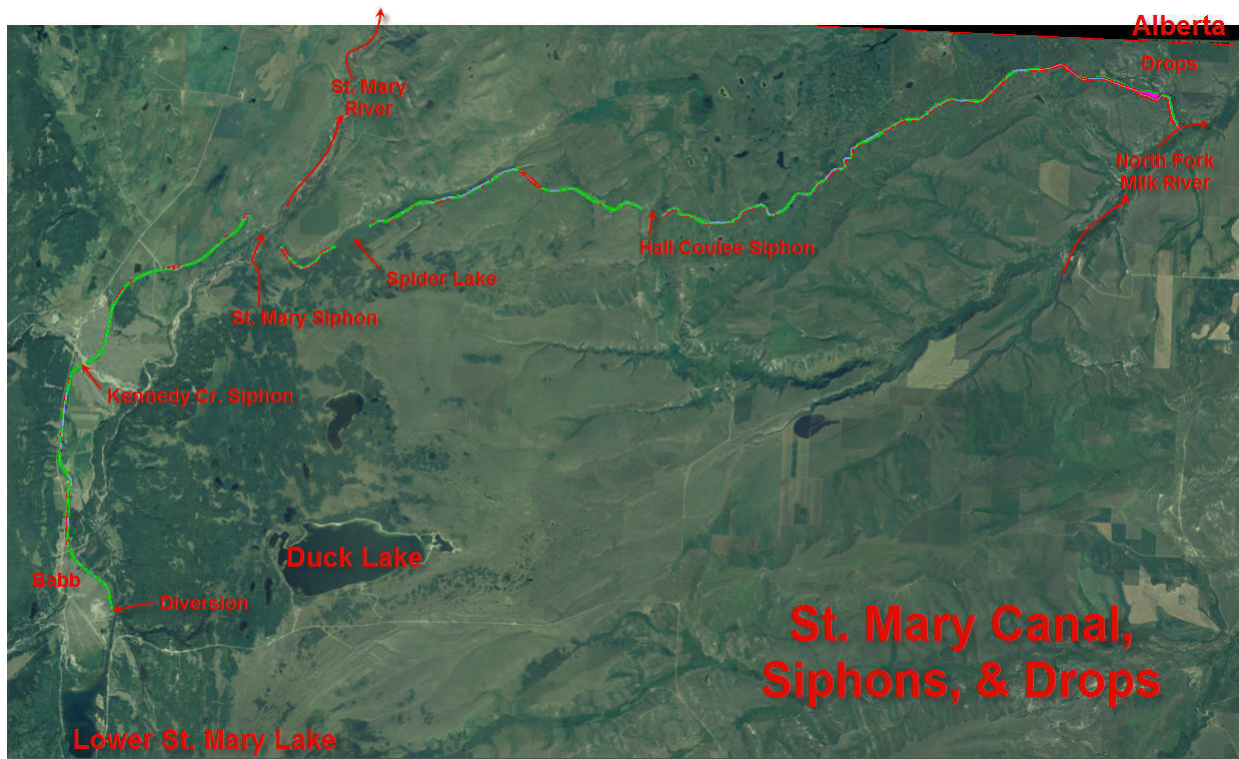 Alberta
Drops
St. Mary
River
North Fork
Milk River
Hall Coulee Siphon
Spider Lake
St. Mary Siphon
Kennedy Cr. Siphon
Duck Lake
Babb
Diversion
St. Mary Canal,
Siphons, & Drops
Lower St. Mary Lake